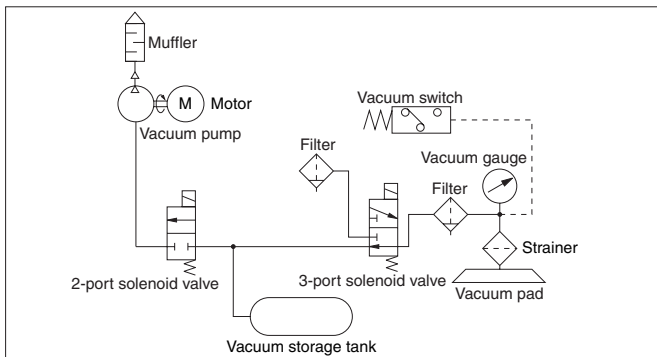 Muffler
M
Motor
Vacuum pump
Vacuum switch
Filter
Vacuum gauge
Filter
Strainer
2-port solenoid valve
3-port solenoid valve
Vacuum pad
Vacuum storage tank